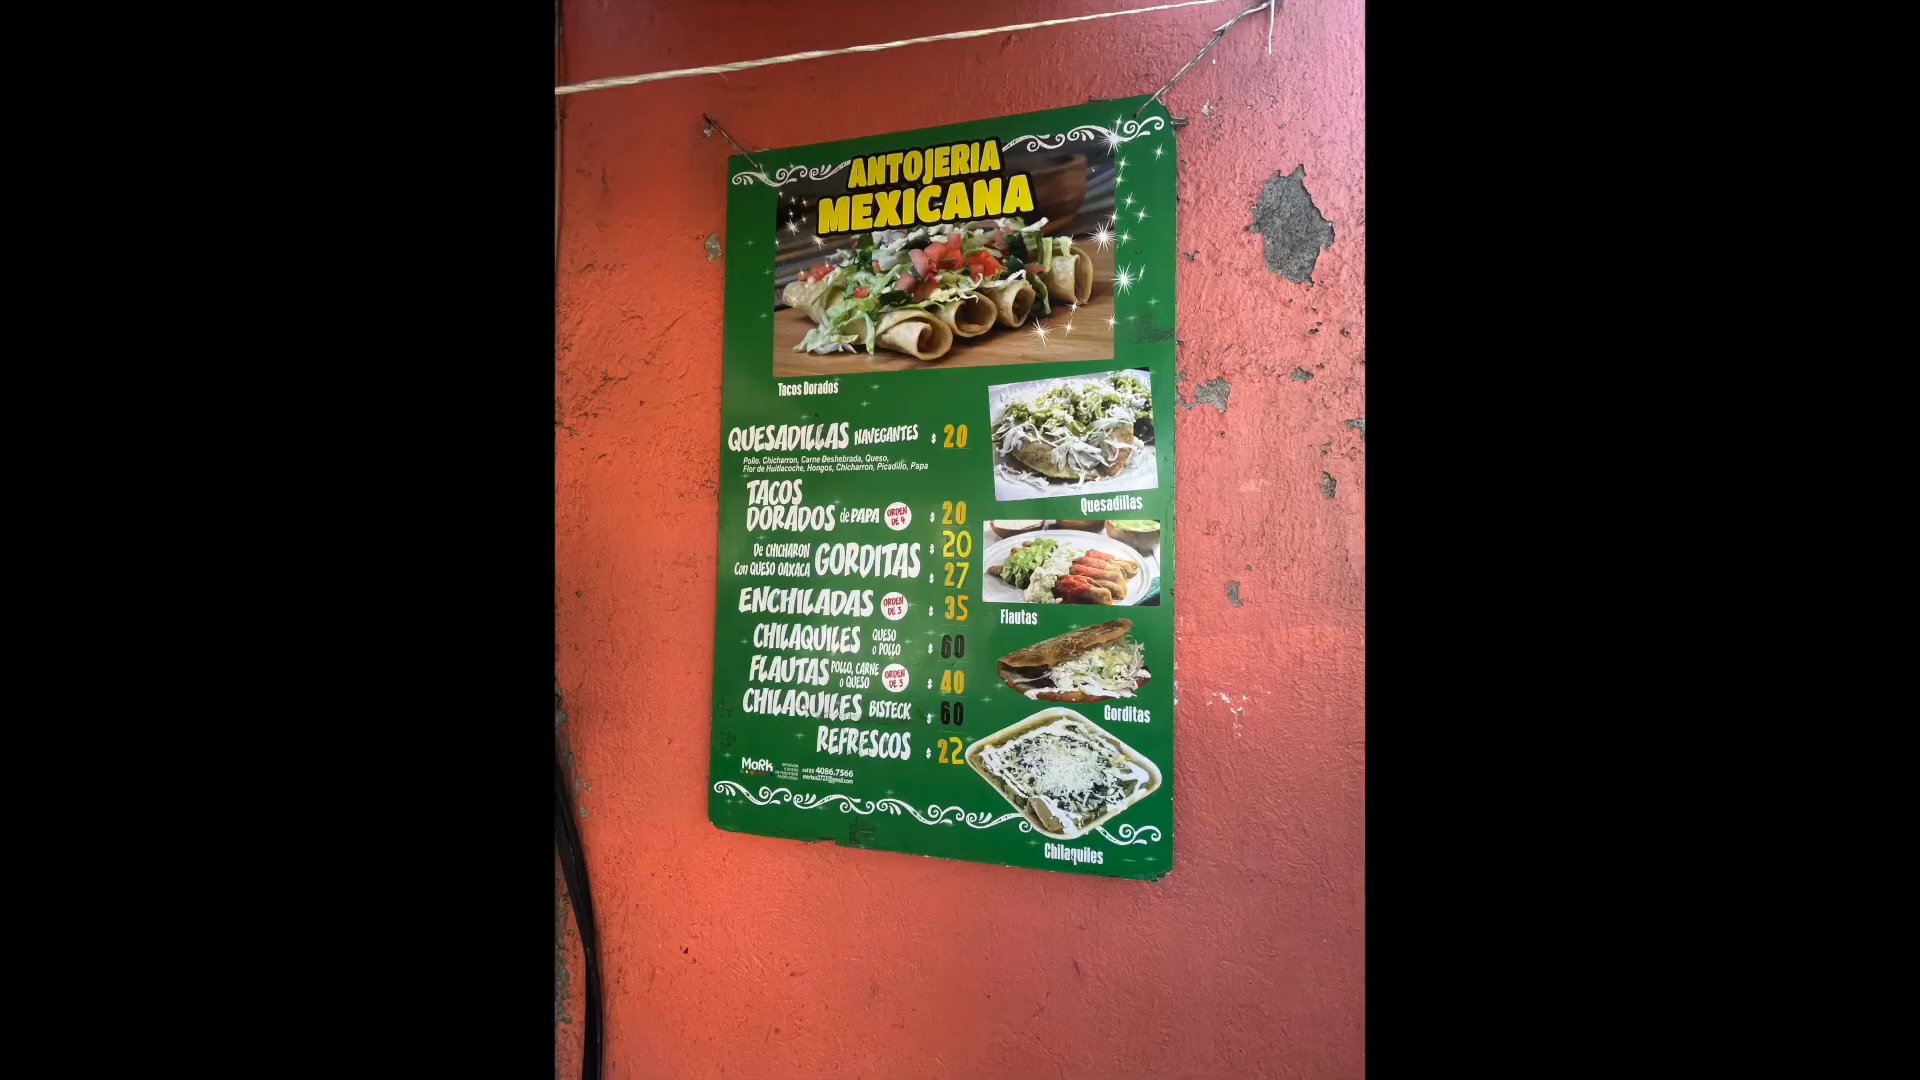 ANTOJERIA
MEXICANA
Tacos Dorados
QUESADILLAS NAVEGANTES $ 20
Pollo, Chicharron, Carne Deshebrada, Queso,
Flor de Huitlacoche, Hongos, Chicharron, Picadillo, Papa
TACOS
DORADOS de PAPA ORDEN DE 4 $ 20
De CHICHARON GORDITAS $ 20
Con QUESO OAXACA $ 27
ENCHILADAS ORDEN DE 3 $ 35
CHILAQUILES QUESO o POLLO $ 60
FLAUTAS POLLO, CARNE o QUESO ORDEN DE 3 $ 40
CHILAQUILES BISTECK $ 60
REFRESCOS $ 22
Quesadillas
Flautas
Gorditas
Chilaquiles
MaRk
4086.7566